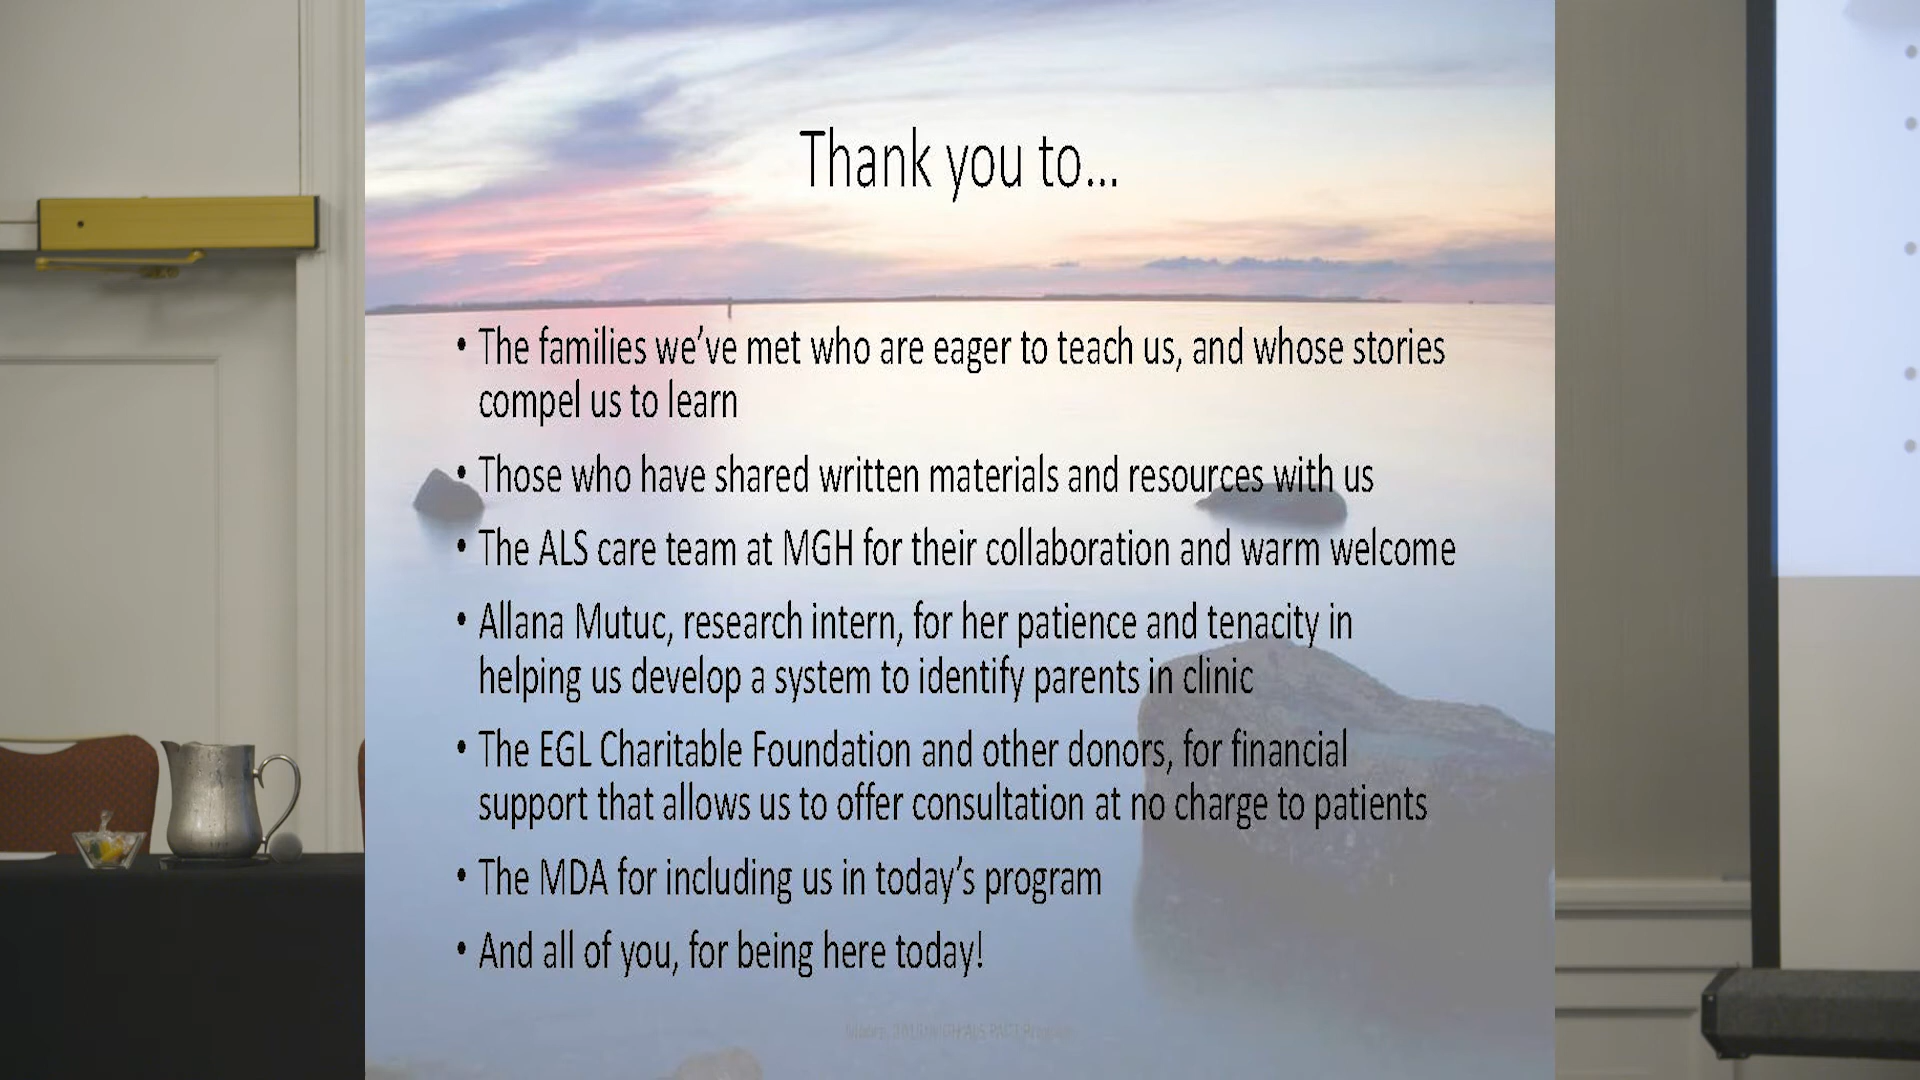 Thank you to...
• The families we've met who are eager to teach us, and whose stories
compel us to learn
• Those who have shared written materials and resources with us
• The ALS care team at MGH for their collaboration and warm welcome
• Allana Mutuc, research intern, for her patience and tenacity in
helping us develop a system to identify parents in clinic
• The EGL Charitable Foundation and other donors, for financial
support that allows us to offer consultation at no charge to patients
• The MDA for including us in today's program
• And all of you, for being here today!